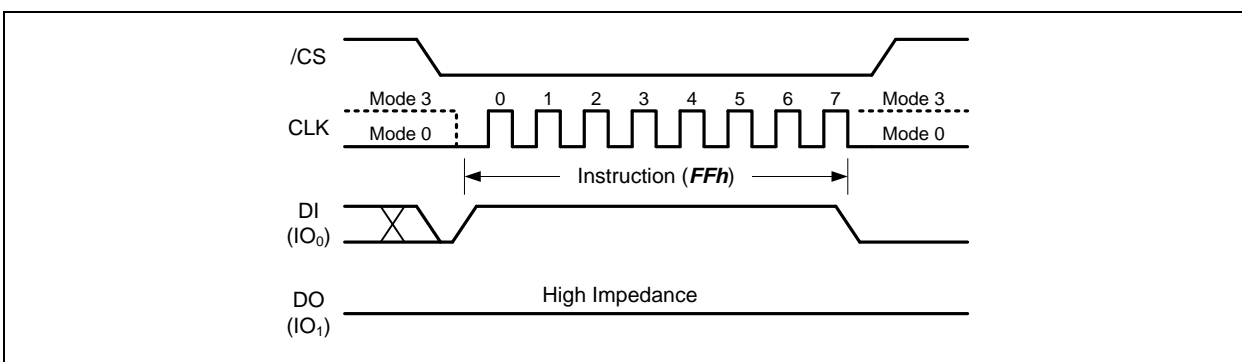 /CS
Mode 3 0 1 2 3 4 5 6 7 Mode 3
CLK Mode 0 Mode 0
Instruction (FFh)
DI
(IO₀)
High Impedance
DO
(IO₁)